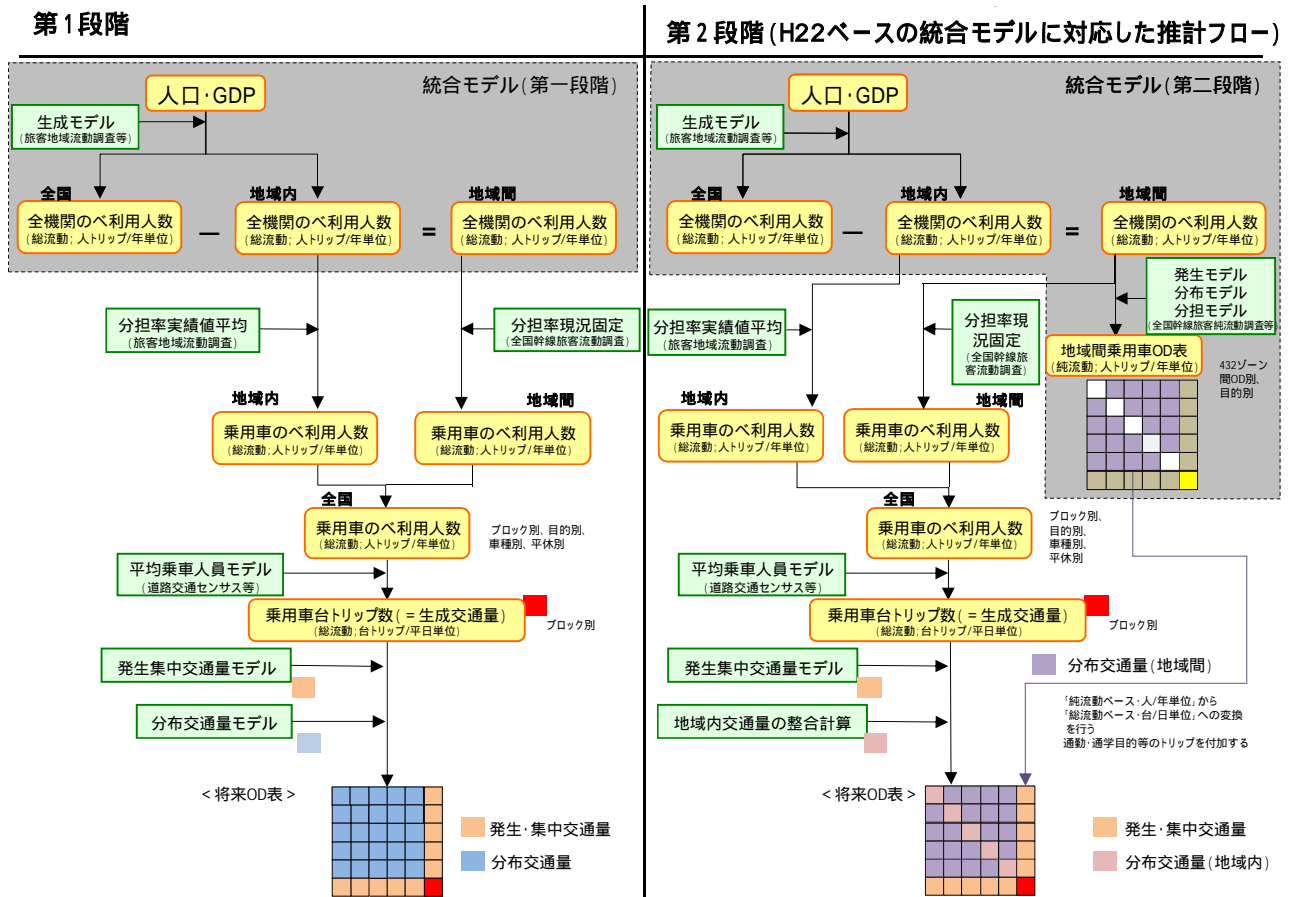 第1段階
統合モデル(第一段階)
人口・GDP
生成モデル
(旅客地域流動調査等)
全国
地域内
地域間
全機関のべ利用人数
(総流動;人トリップ/年単位)
―
全機関のべ利用人数
(総流動;人トリップ/年単位)
=
全機関のべ利用人数
(総流動;人トリップ/年単位)
分担率実績値平均
(旅客地域流動調査)
分担率現況固定
(全国幹線旅客流動調査)
地域内
地域間
乗用車のべ利用人数
(総流動;人トリップ/年単位)
乗用車のべ利用人数
(総流動;人トリップ/年単位)
全国
乗用車のべ利用人数
(総流動;人トリップ/年単位)
ブロック別、目的別、
車種別、平休別
平均乗車人員モデル
(道路交通センサス等)
乗用車台トリップ数(=生成交通量)
(総流動;台トリップ/平日単位)
ブロック別
発生集中交通量モデル
分布交通量モデル
<将来OD表>
発生・集中交通量
分布交通量
第2段階(H22ベースの統合モデルに対応した推計フロー)
統合モデル(第二段階)
人口・GDP
生成モデル
(旅客地域流動調査等)
全国
地域内
地域間
全機関のべ利用人数
(総流動;人トリップ/年単位)
―
全機関のべ利用人数
(総流動;人トリップ/年単位)
=
全機関のべ利用人数
(総流動;人トリップ/年単位)
発生モデル
分布モデル
分担モデル
(全国幹線旅客純流動調査等)
分担率実績値平均
(旅客地域流動調査)
分担率現
況固定
(全国幹線旅
客流動調査)
地域間乗用車OD表
(純流動;人トリップ/年単位)
432ゾーン
間OD別、
目的別
地域内
地域間
乗用車のべ利用人数
(総流動;人トリップ/年単位)
乗用車のべ利用人数
(総流動;人トリップ/年単位)
全国
乗用車のべ利用人数
(総流動;人トリップ/年単位)
ブロック別、
目的別、
車種別、
平休別
平均乗車人員モデル
(道路交通センサス等)
乗用車台トリップ数(=生成交通量)
(総流動;台トリップ/平日単位)
ブロック別
発生集中交通量モデル
分布交通量(地域間)
地域内交通量の整合計算
「純流動ベース・人/年単位」から
「総流動ベース・台/日単位」への変換
を行う
通勤・通学目的等のトリップを付加する
<将来OD表>
発生・集中交通量
分布交通量(地域内)